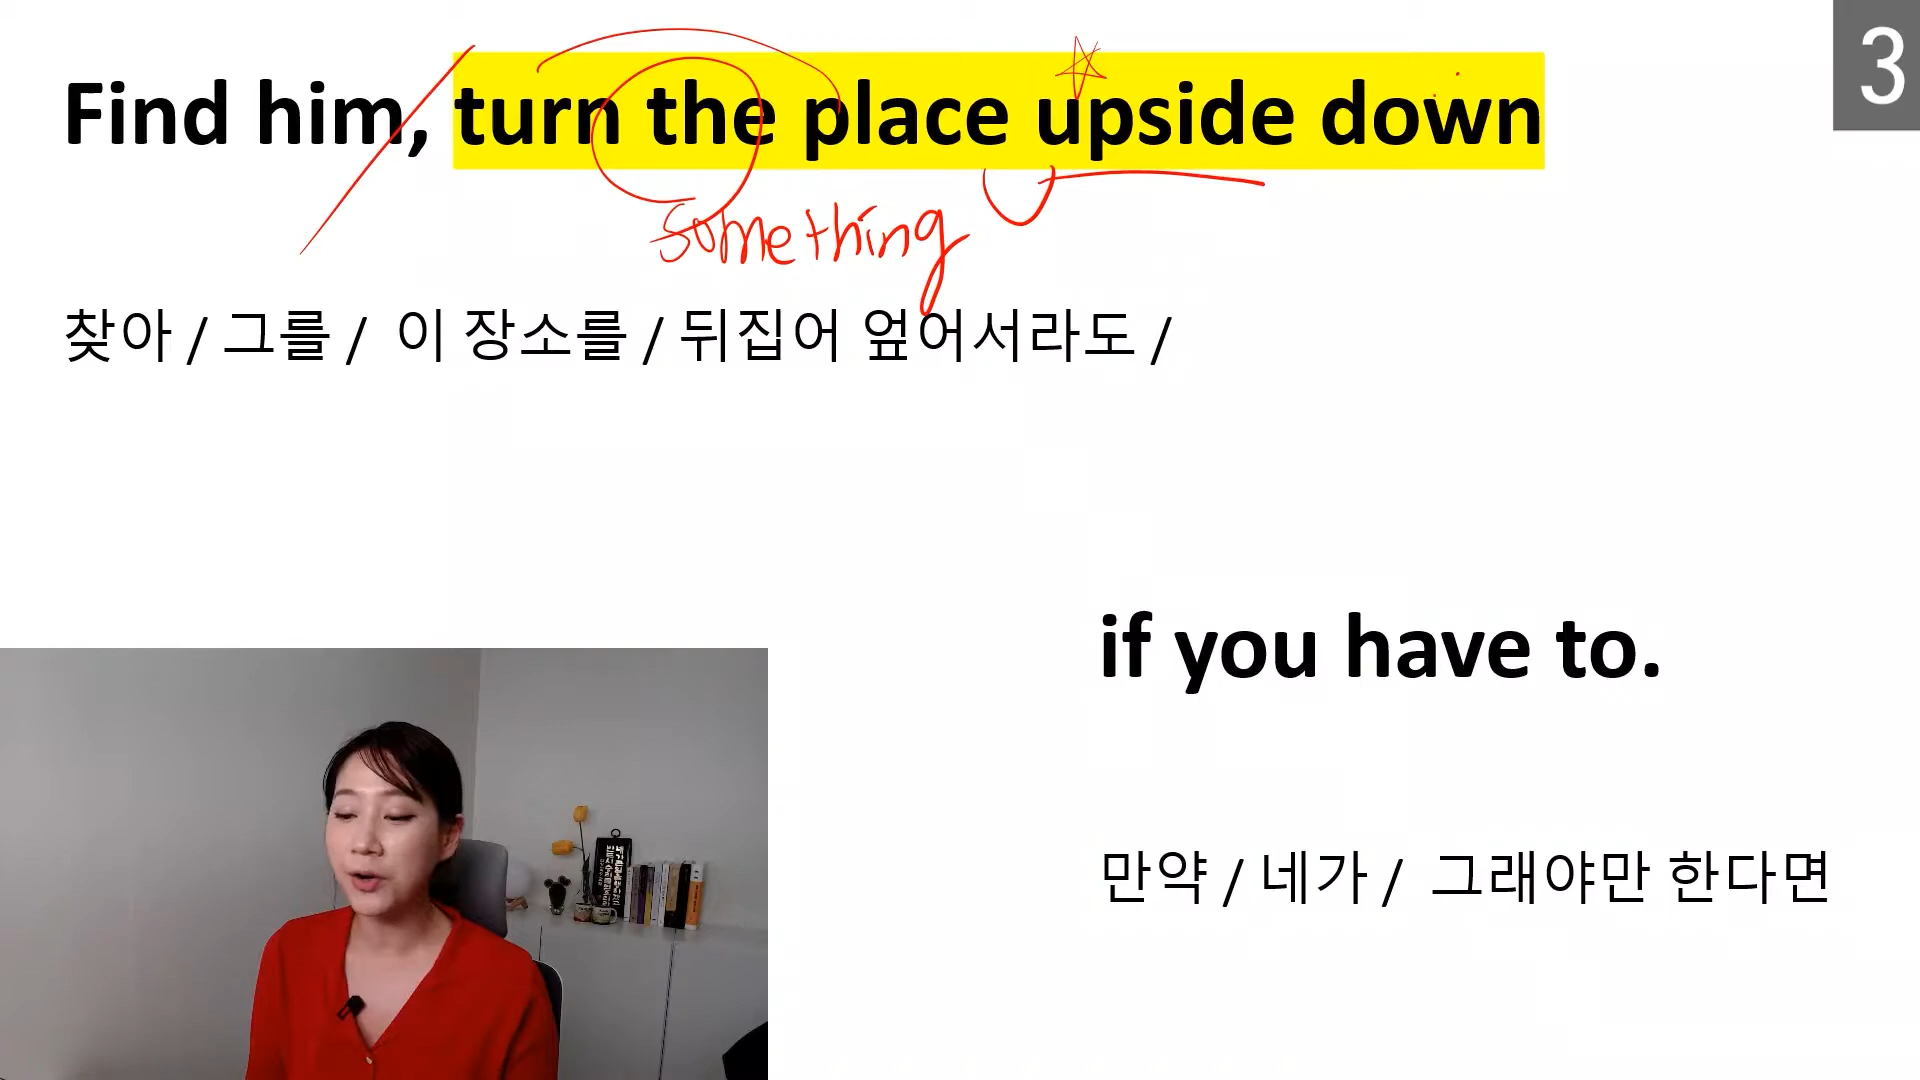 Find him, turn the place upside down
3
something
찾아 / 그를 / 이 장소를 / 뒤집어 엎어서라도 /
if you have to.
만약 / 네가 / 그래야만 한다면